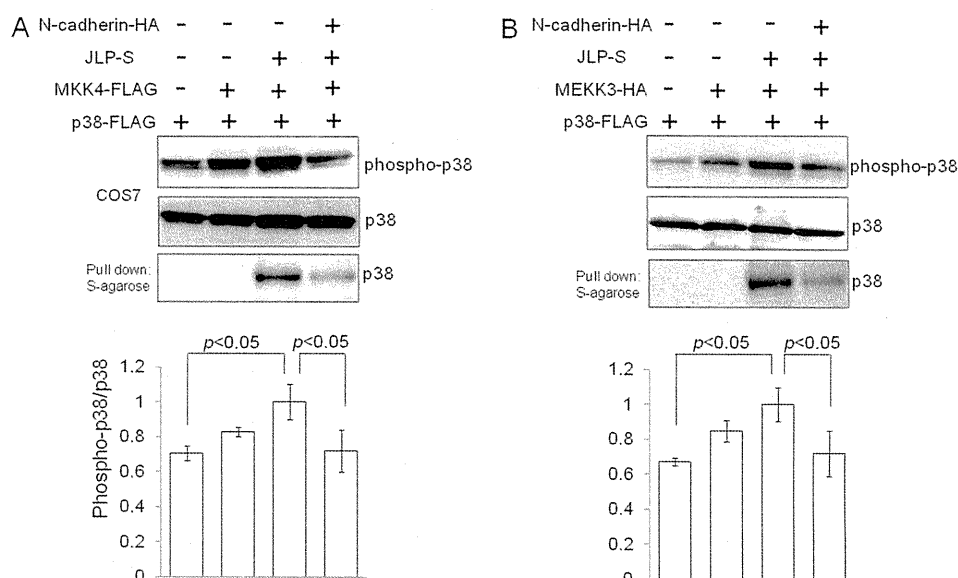 A
N-cadherin-HA - - - +
JLP-S - - + +
MKK4-FLAG - + + +
p38-FLAG + + + +
phospho-p38
COS7
p38
Pull down:
S-agarose
p38
p<0.05 p<0.05
Phospho-p38/p38
1.2
1
0.8
0.6
0.4
0.2
0
B
N-cadherin-HA - - - +
JLP-S - - + +
MEKK3-HA - + + +
p38-FLAG + + + +
phospho-p38
p38
Pull down:
S-agarose
p38
p<0.05 p<0.05
1.2
1
0.8
0.6
0.4
0.2
0